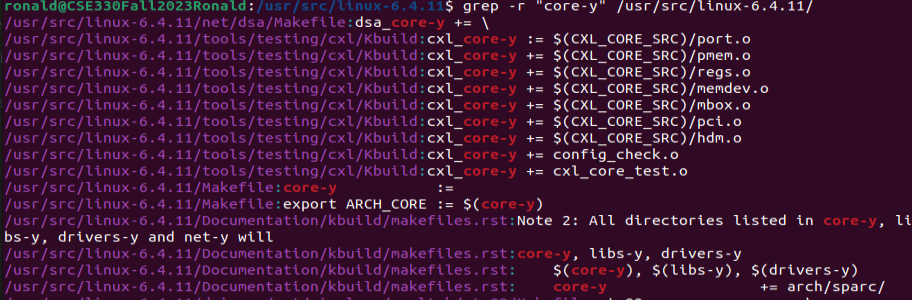 ronald@CSE330Fall2023Ronald:/usr/src/linux-6.4.11$ grep -r "core-y" /usr/src/linux-6.4.11/
/usr/src/linux-6.4.11/net/dsa/Makefile:dsa_core-y += \
/usr/src/linux-6.4.11/tools/testing/cxl/Kbuild:cxl_core-y := $(CXL_CORE_SRC)/port.o
/usr/src/linux-6.4.11/tools/testing/cxl/Kbuild:cxl_core-y += $(CXL_CORE_SRC)/pmem.o
/usr/src/linux-6.4.11/tools/testing/cxl/Kbuild:cxl_core-y += $(CXL_CORE_SRC)/regs.o
/usr/src/linux-6.4.11/tools/testing/cxl/Kbuild:cxl_core-y += $(CXL_CORE_SRC)/memdev.o
/usr/src/linux-6.4.11/tools/testing/cxl/Kbuild:cxl_core-y += $(CXL_CORE_SRC)/mbox.o
/usr/src/linux-6.4.11/tools/testing/cxl/Kbuild:cxl_core-y += $(CXL_CORE_SRC)/pci.o
/usr/src/linux-6.4.11/tools/testing/cxl/Kbuild:cxl_core-y += $(CXL_CORE_SRC)/hdm.o
/usr/src/linux-6.4.11/tools/testing/cxl/Kbuild:cxl_core-y += config_check.o
/usr/src/linux-6.4.11/tools/testing/cxl/Kbuild:cxl_core-y += cxl_core_test.o
/usr/src/linux-6.4.11/Makefile:core-y :=
/usr/src/linux-6.4.11/Makefile:export ARCH_CORE := $(core-y)
/usr/src/linux-6.4.11/Documentation/kbuild/makefiles.rst:Note 2: All directories listed in core-y, li
bs-y, drivers-y and net-y will
/usr/src/linux-6.4.11/Documentation/kbuild/makefiles.rst:core-y, libs-y, drivers-y
/usr/src/linux-6.4.11/Documentation/kbuild/makefiles.rst: $(core-y), $(libs-y), $(drivers-y)
/usr/src/linux-6.4.11/Documentation/kbuild/makefiles.rst: core-y += arch/sparc/